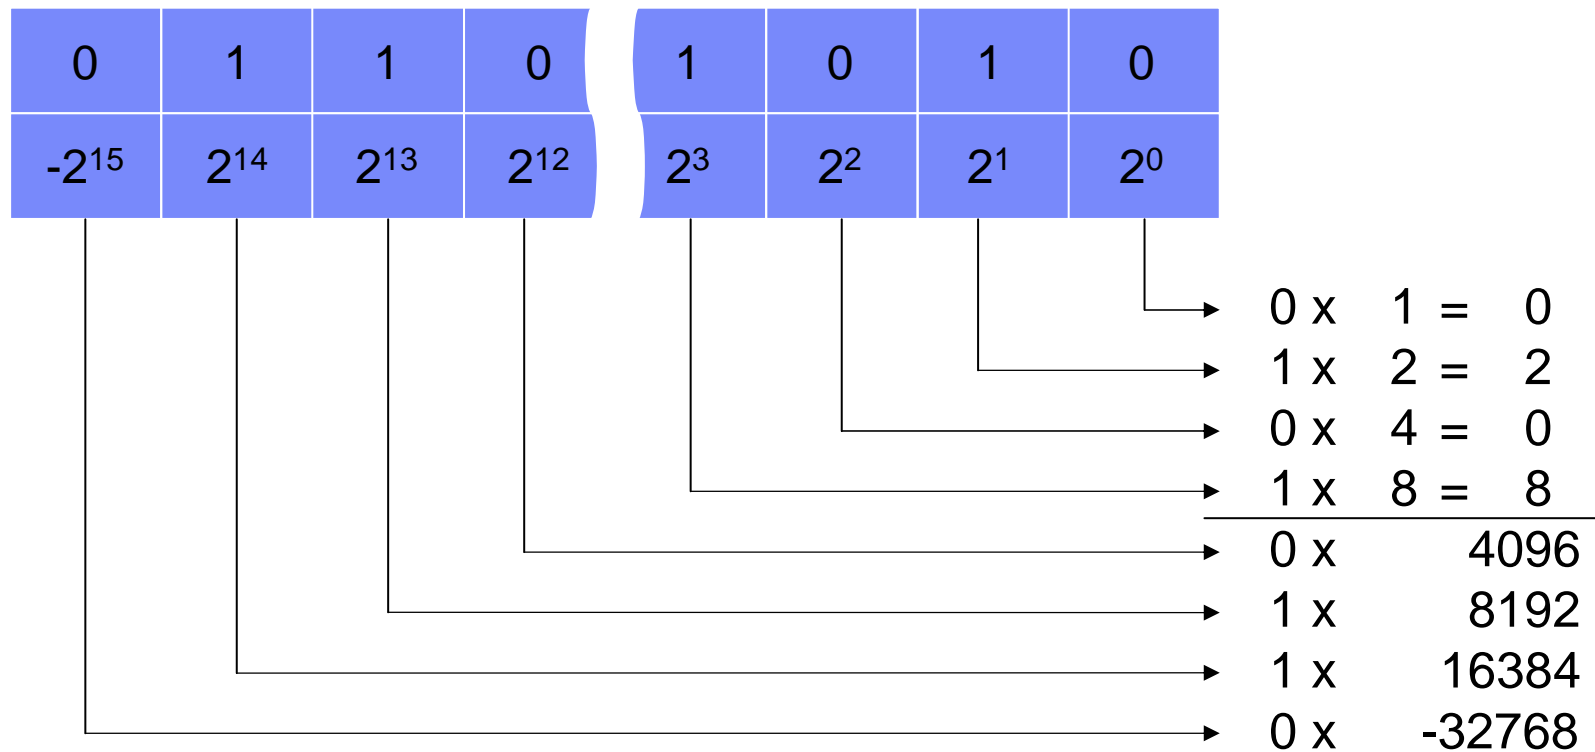 0 1 1 0 1 0 1 0
-2¹⁵ 2¹⁴ 2¹³ 2¹² 2³ 2² 2¹ 2⁰
0 x 1 = 0
1 x 2 = 2
0 x 4 = 0
1 x 8 = 8
0 x 4096
1 x 8192
1 x 16384
0 x -32768